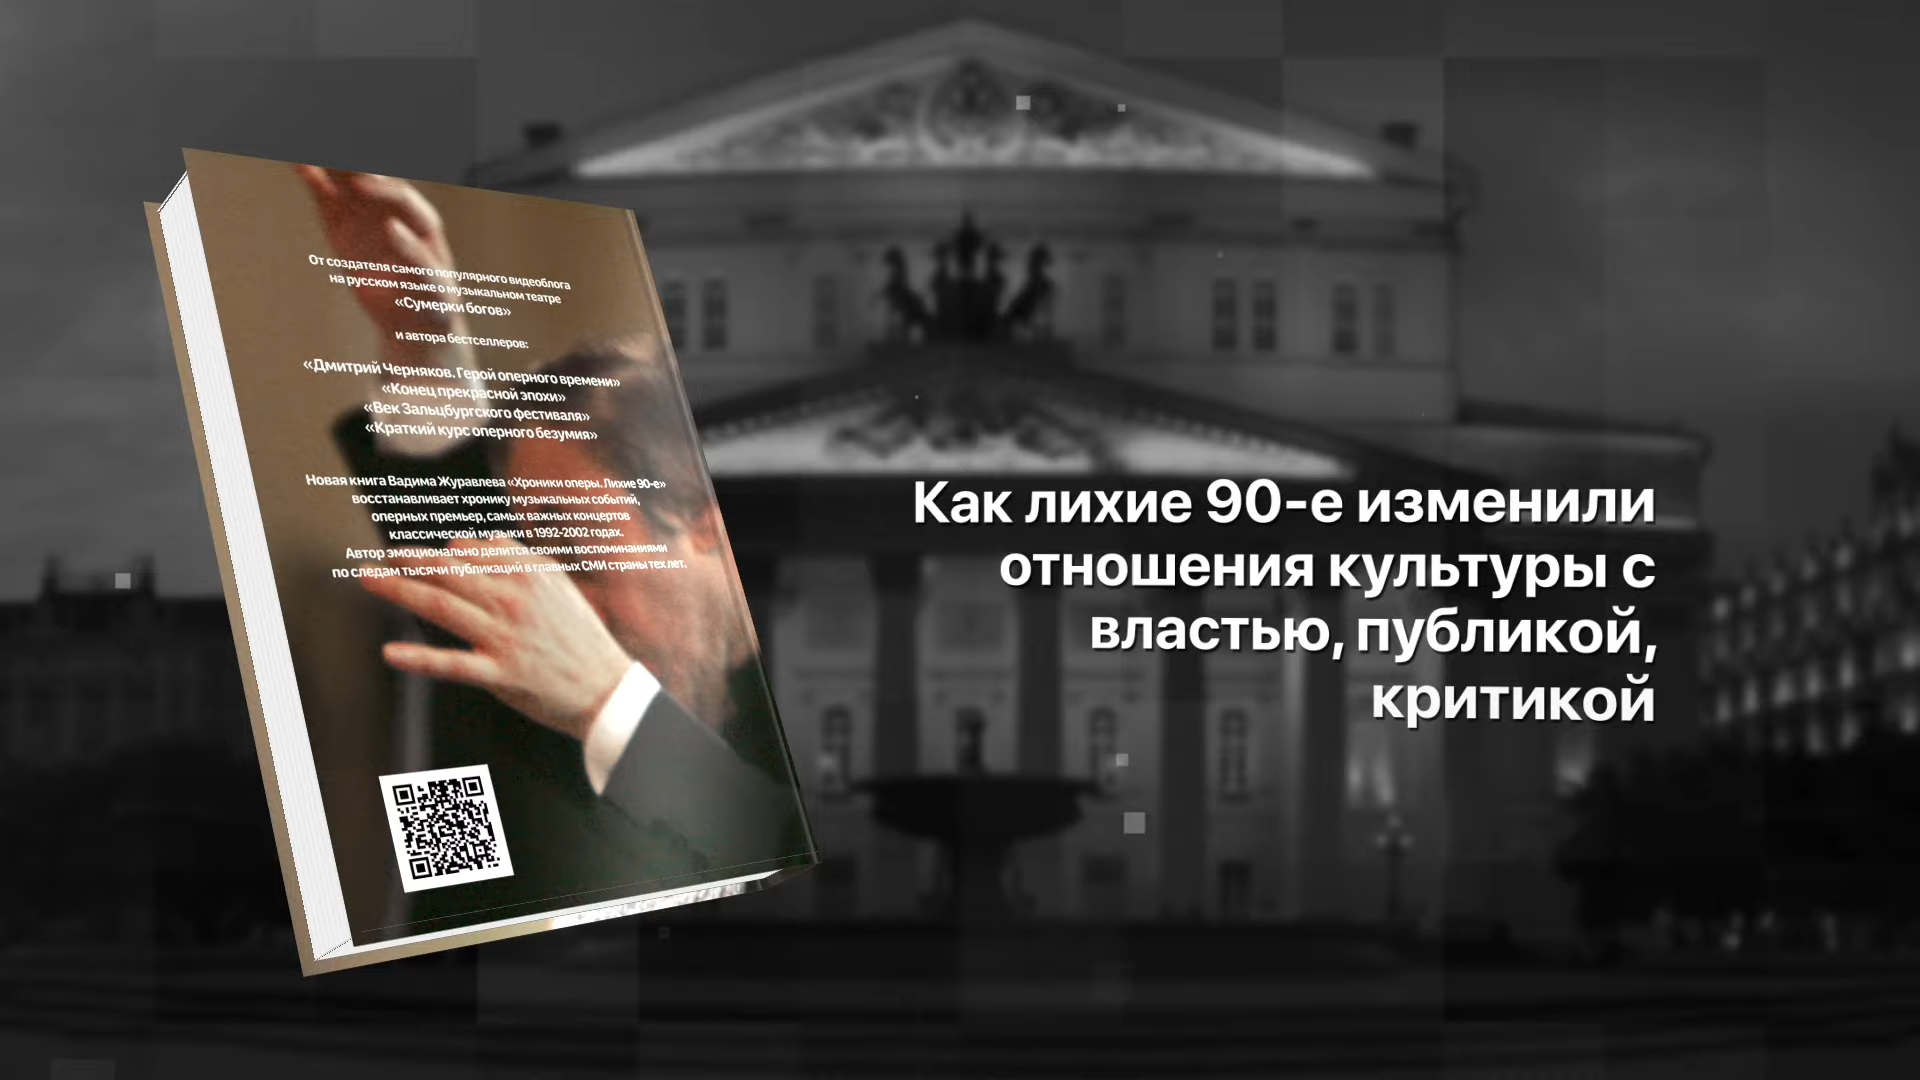 От создателя самого популярного видеоблога
на русском языке о музыкальном театре
«Сумерки богов»
и автора бестселлеров:
«Дмитрий Черняков. Герой оперного времени»
«Конец прекрасной эпохи»
«Век Зальцбургского фестиваля»
«Краткий курс оперного безумия»
Новая книга Вадима Журавлева «Хроники оперы. Лихие 90-е»
восстанавливает хронику музыкальных событий,
оперных премьер, самых важных концертов
классической музыки в 1992-2002 годах.
Автор эмоционально делится своими воспоминаниями
по следам тысячи публикаций в главных СМИ страны тех лет.
Как лихие 90-е изменили
отношения культуры с
властью, публикой,
критикой